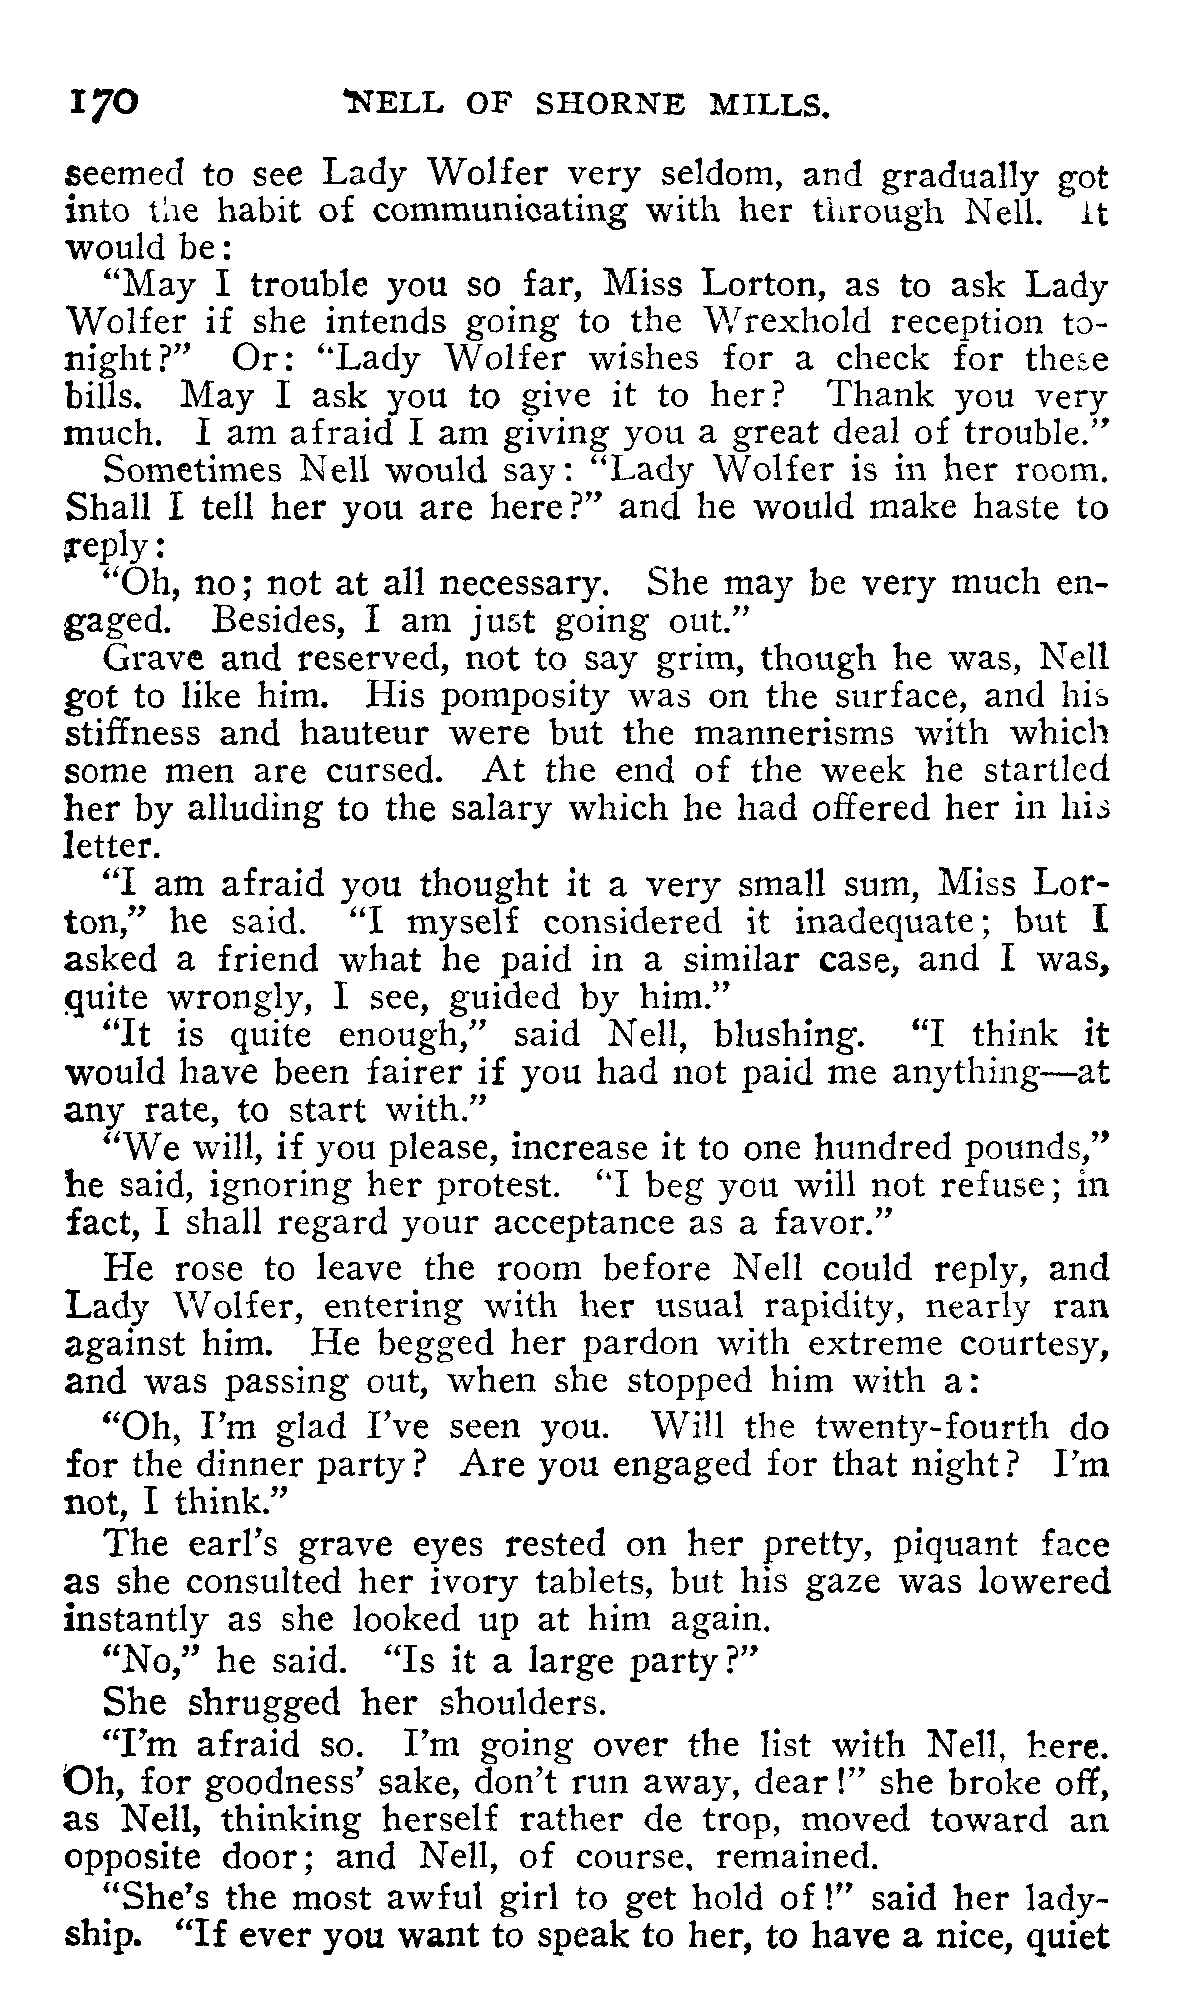 170 NELL OF SHORNE MILLS.
seemed to see Lady Wolfer very seldom, and gradually got
into the habit of communicating with her through Nell. It
would be:
“May I trouble you so far, Miss Lorton, as to ask Lady
Wolfer if she intends going to the Wrexhold reception to-
night?” Or: “Lady Wolfer wishes for a check for these
bills. May I ask you to give it to her? Thank you very
much. I am afraid I am giving you a great deal of trouble.”
Sometimes Nell would say: “Lady Wolfer is in her room.
Shall I tell her you are here?” and he would make haste to
reply:
“Oh, no; not at all necessary. She may be very much en-
gaged. Besides, I am just going out.”
Grave and reserved, not to say grim, though he was, Nell
got to like him. His pomposity was on the surface, and his
stiffness and hauteur were but the mannerisms with which
some men are cursed. At the end of the week he startled
her by alluding to the salary which he had offered her in his
letter.
“I am afraid you thought it a very small sum, Miss Lor-
ton,” he said. “I myself considered it inadequate; but I
asked a friend what he paid in a similar case, and I was,
quite wrongly, I see, guided by him.”
“It is quite enough,” said Nell, blushing. “I think it
would have been fairer if you had not paid me anything—at
any rate, to start with.”
“We will, if you please, increase it to one hundred pounds,”
he said, ignoring her protest. “I beg you will not refuse; in
fact, I shall regard your acceptance as a favor.”
He rose to leave the room before Nell could reply, and
Lady Wolfer, entering with her usual rapidity, nearly ran
against him. He begged her pardon with extreme courtesy,
and was passing out, when she stopped him with a:
“Oh, I’m glad I’ve seen you. Will the twenty-fourth do
for the dinner party? Are you engaged for that night? I’m
not, I think.”
The earl’s grave eyes rested on her pretty, piquant face
as she consulted her ivory tablets, but his gaze was lowered
instantly as she looked up at him again.
“No,” he said. “Is it a large party?”
She shrugged her shoulders.
“I’m afraid so. I’m going over the list with Nell, here.
Oh, for goodness’ sake, don’t run away, dear!” she broke off,
as Nell, thinking herself rather de trop, moved toward an
opposite door; and Nell, of course, remained.
“She’s the most awful girl to get hold of!” said her lady-
ship. “If ever you want to speak to her, to have a nice, quiet